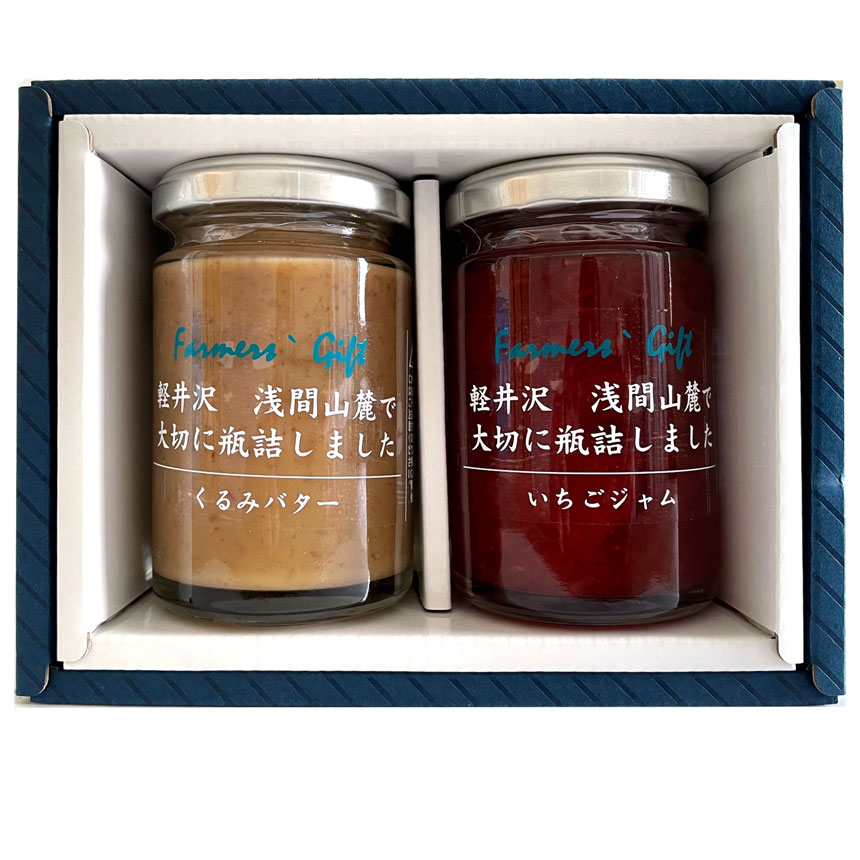 Farmers` Gift
軽井沢 浅間山麓で
大切に瓶詰しました
くるみバター
Farmers` Gift
軽井沢 浅間山麓で
大切に瓶詰しました
いちごジャム